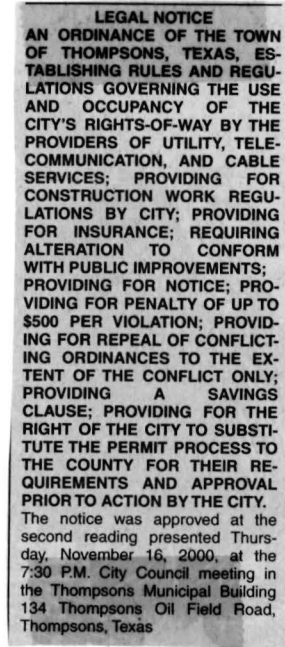 LEGAL NOTICE
AN ORDINANCE OF THE TOWN
OF THOMPSONS, TEXAS, ES-
TABLISHING RULES AND REGU-
LATIONS GOVERNING THE USE
AND OCCUPANCY OF THE
CITY'S RIGHTS-OF-WAY BY THE
PROVIDERS OF UTILITY, TELE-
COMMUNICATION, AND CABLE
SERVICES; PROVIDING FOR
CONSTRUCTION WORK REGU-
LATIONS BY CITY; PROVIDING
FOR INSURANCE; REQUIRING
ALTERATION TO CONFORM
WITH PUBLIC IMPROVEMENTS;
PROVIDING FOR NOTICE; PRO-
VIDING FOR PENALTY OF UP TO
$500 PER VIOLATION; PROVID-
ING FOR REPEAL OF CONFLICT-
ING ORDINANCES TO THE EX-
TENT OF THE CONFLICT ONLY;
PROVIDING A SAVINGS
CLAUSE; PROVIDING FOR THE
RIGHT OF THE CITY TO SUBSTI-
TUTE THE PERMIT PROCESS TO
THE COUNTY FOR THEIR RE-
QUIREMENTS AND APPROVAL
PRIOR TO ACTION BY THE CITY.
The notice was approved at the
second reading presented Thurs-
day, November 16, 2000, at the
7:30 P.M. City Council meeting in
the Thompsons Municipal Building
134 Thompsons Oil Field Road,
Thompsons, Texas